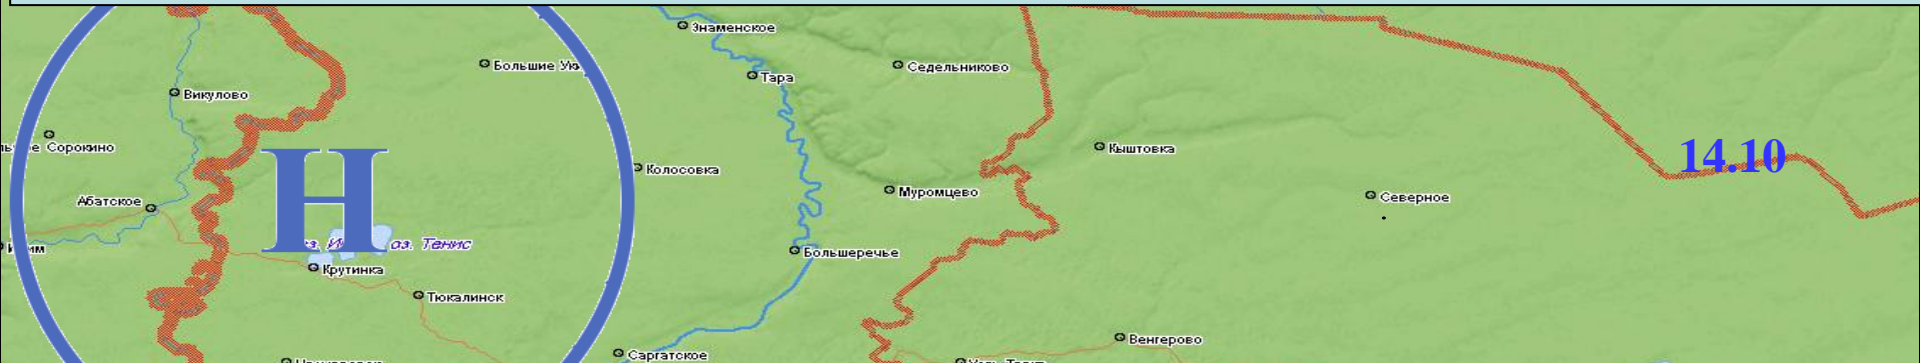 Знаменское
Большие Уки
Седельниково
Тара
Викулово
Сорокино
Кыштовка
14.10
Н
Колосовка
Муромцево
Северное
Абатское
оз. Тенис
Большеречье
Крутинка
Тюкалинск
Венгерово
Саргатское